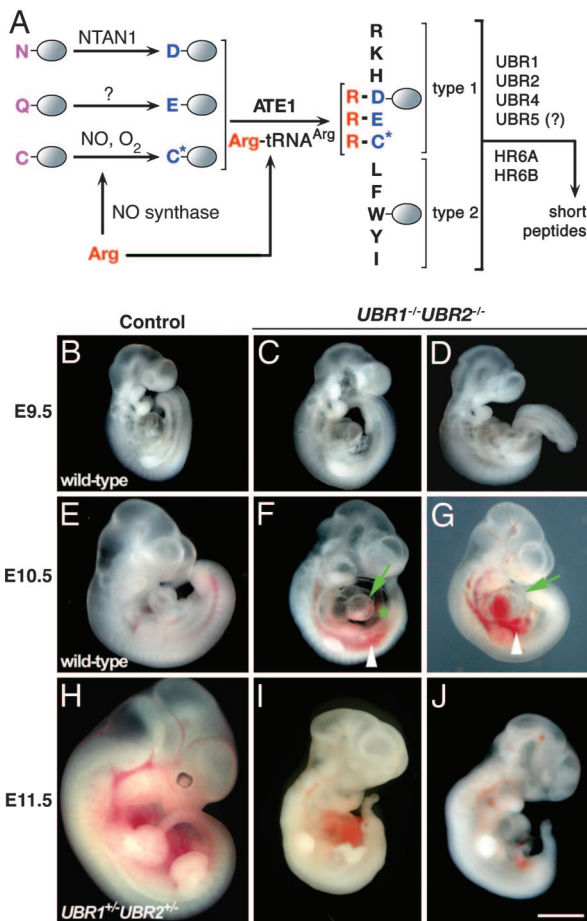 A
N NTAN1 D
Q ? E
C NO, O2 C*
NO synthase
Arg
ATE1
Arg-tRNAArg
R
K
H
R-D
R-E
R-C*
type 1
L
F
W
Y
I
type 2
UBR1
UBR2
UBR4
UBR5 (?)
HR6A
HR6B
short
peptides
Control
UBR1-/-UBR2-/-
E9.5
B
wild-type
C
D
E10.5
E
wild-type
F
*
G
E11.5
H
UBR1+/-UBR2+/-
I
J